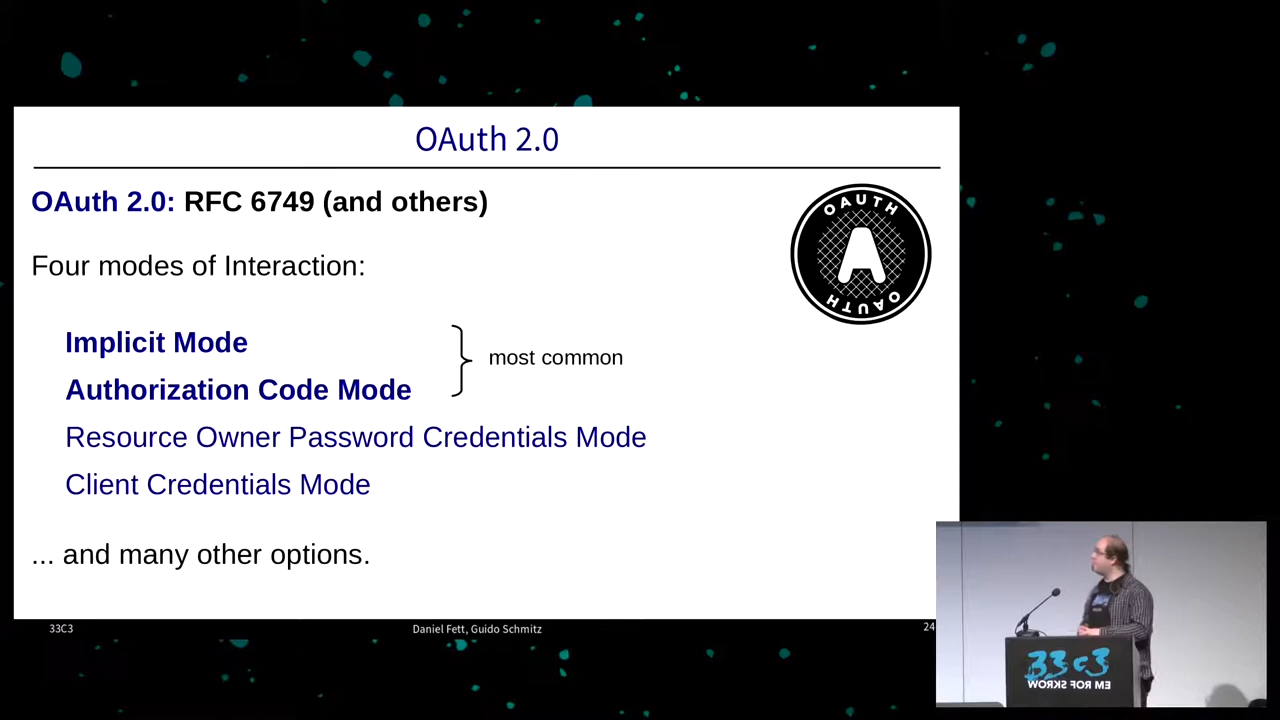 OAuth 2.0
OAuth 2.0: RFC 6749 (and others)
OAUTH
A
OAUTH
Four modes of Interaction:
Implicit Mode
Authorization Code Mode
most common
Resource Owner Password Credentials Mode
Client Credentials Mode
... and many other options.
33C3
Daniel Fett, Guido Schmitz
24
33c3
WORKS FOR ME